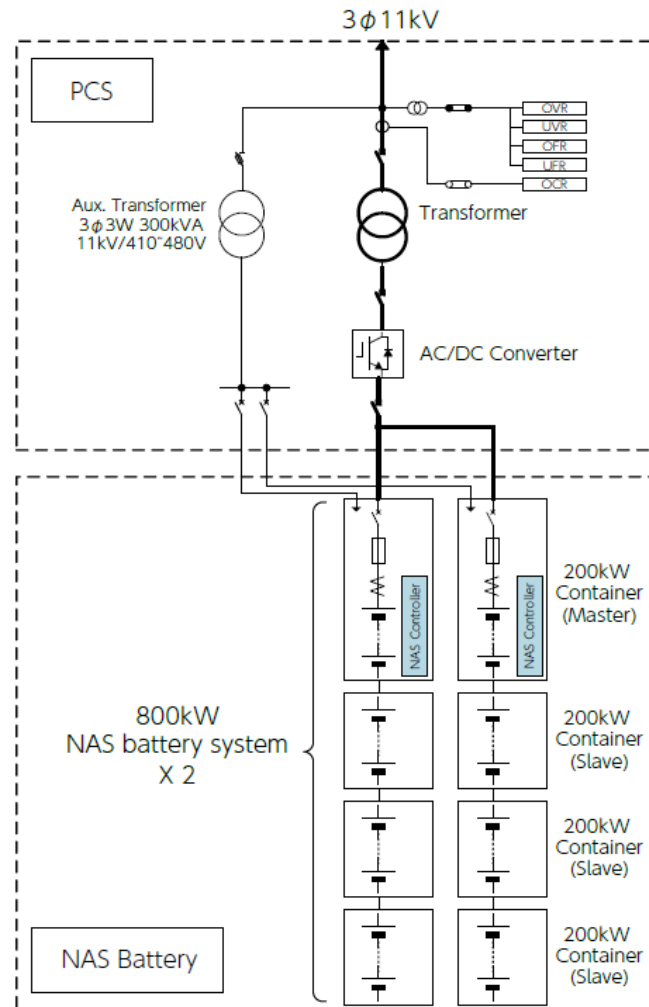 3φ11kV
PCS
OVR
UVR
OFR
UFR
OCR
Aux. Transformer
3φ3W 300kVA
11kV/410~480V
Transformer
AC/DC Converter
NAS Controller
NAS Controller
200kW
Container
(Master)
800kW
NAS battery system
X 2
200kW
Container
(Slave)
200kW
Container
(Slave)
200kW
Container
(Slave)
NAS Battery